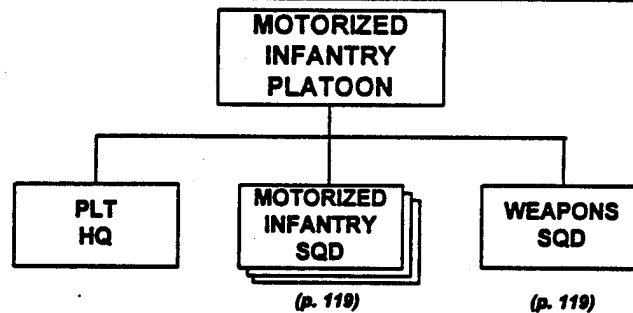 MOTORIZED
INFANTRY
PLATOON
PLT
HQ
MOTORIZED
INFANTRY
SQD
WEAPONS
SQD
(p. 119)
(p. 119)